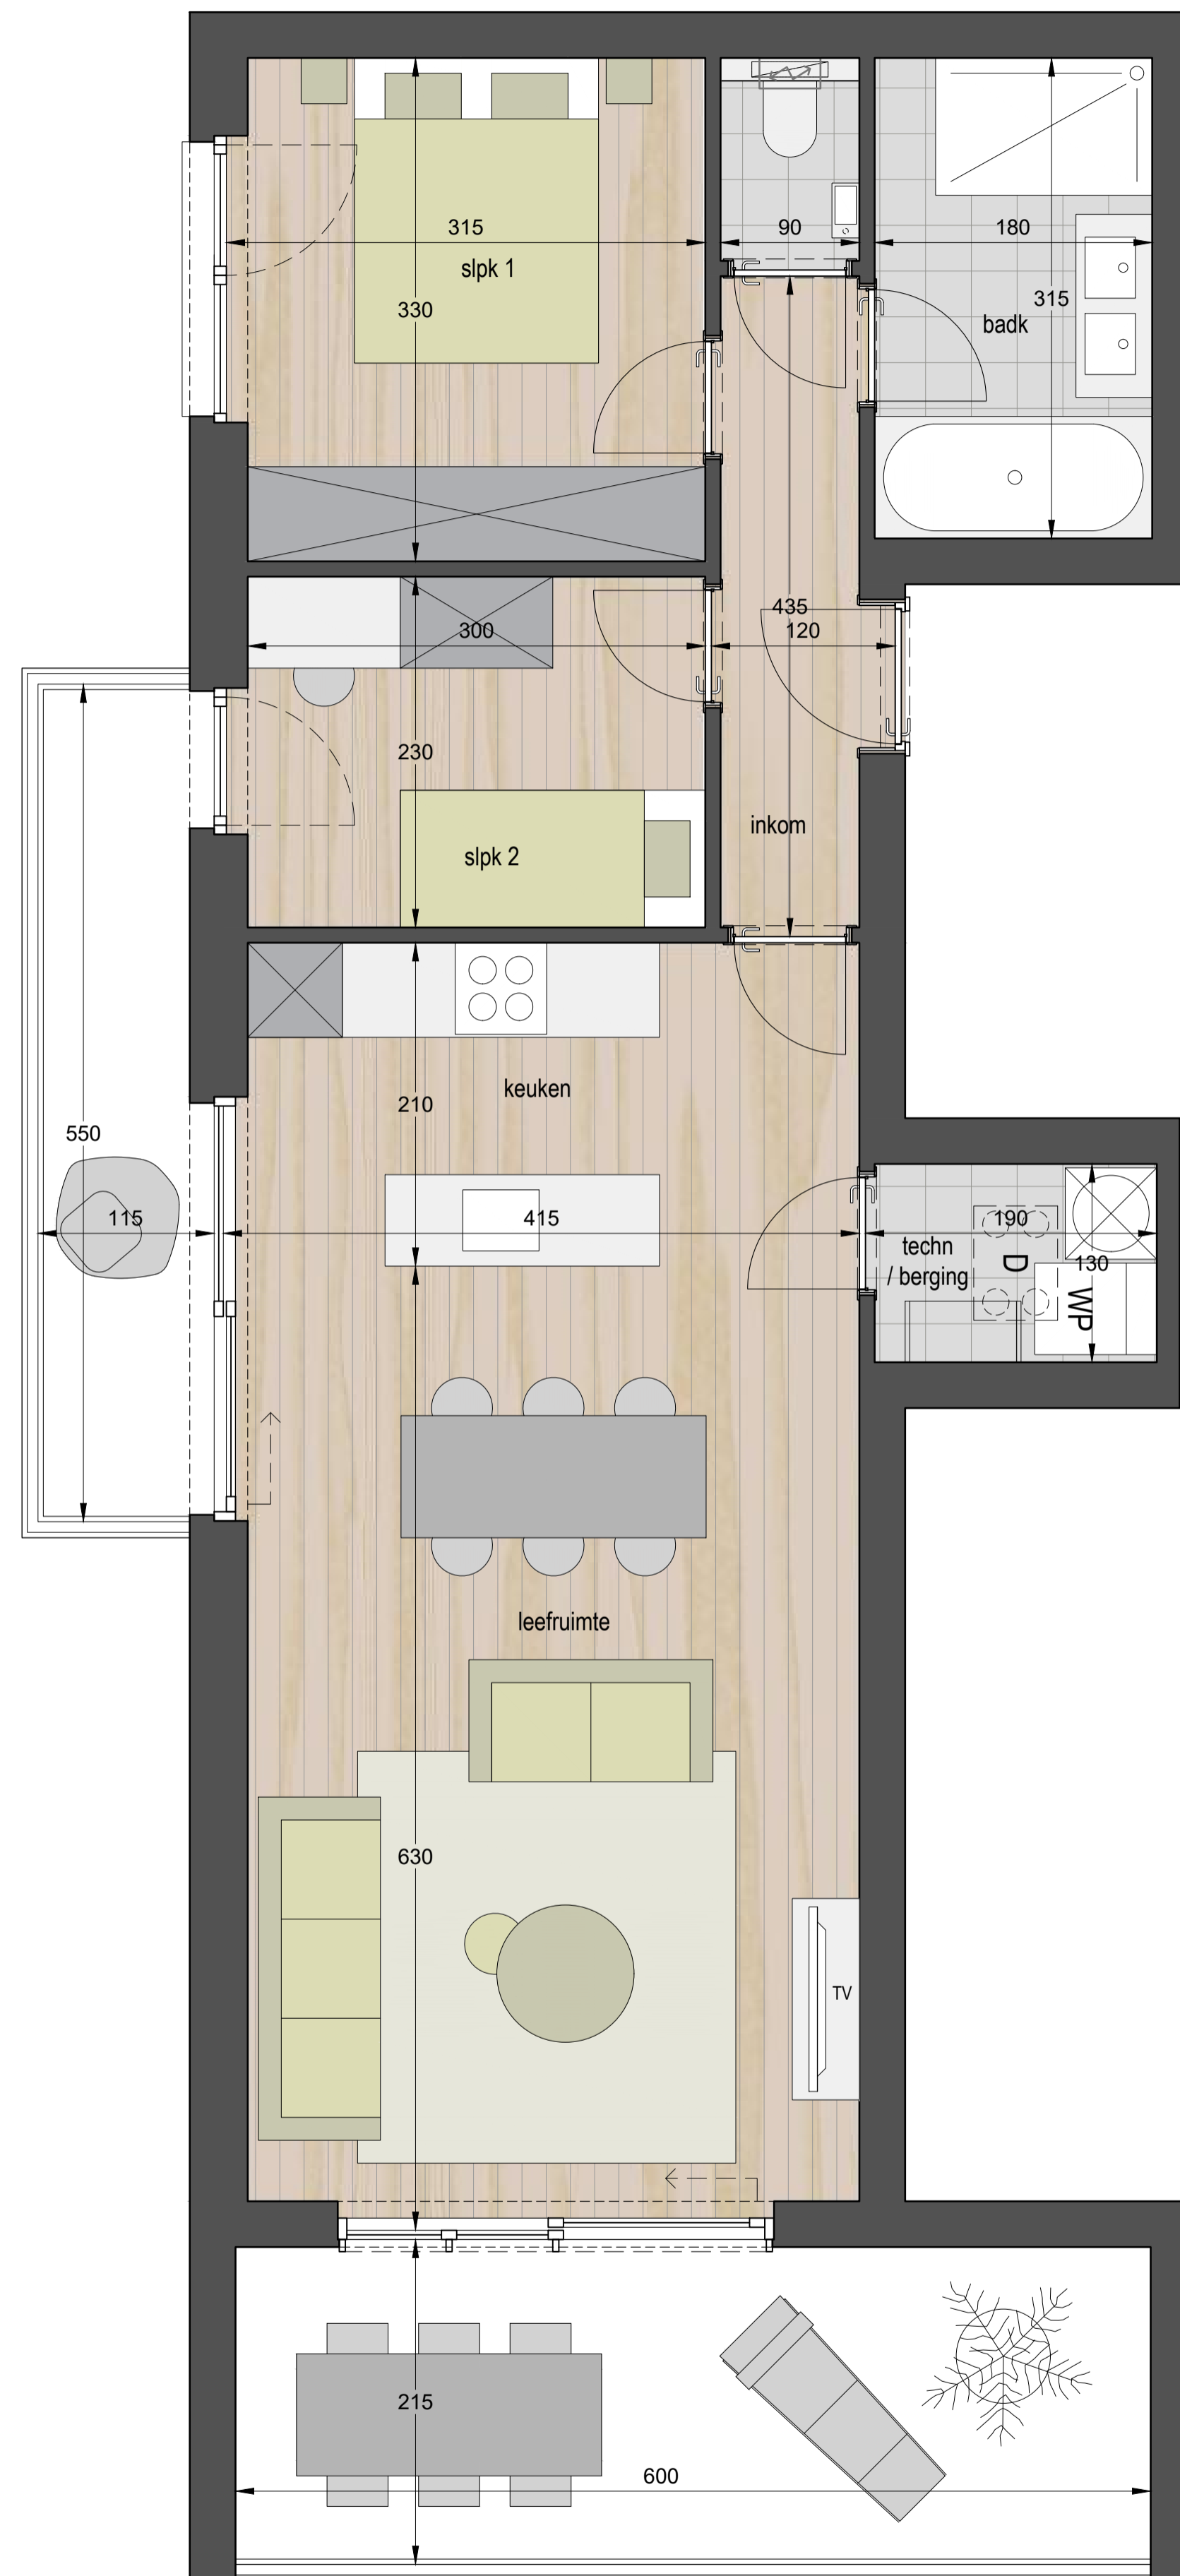 315
90
180
slpk 1
315
330
badk
435
300
120
230
inkom
slpk 2
keuken
210
550
115
415
190
techn
/ berging
D
130
WP
leefruimte
630
TV
215
600